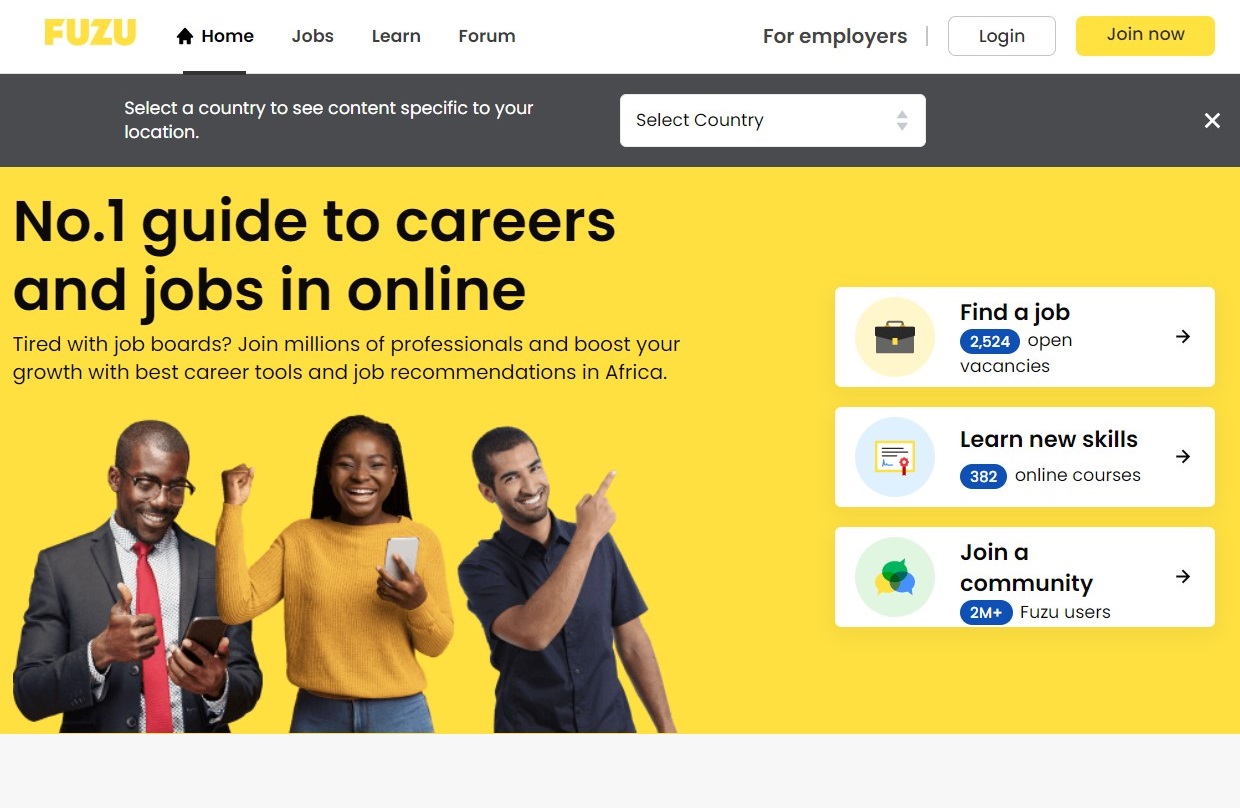 FUZU
Home
Jobs
Learn
Forum
For employers
Login
Join now
Select a country to see content specific to your
location.
Select Country
No.1 guide to careers
and jobs in online
Tired with job boards? Join millions of professionals and boost your
growth with best career tools and job recommendations in Africa.
Find a job
2,524 open
vacancies
Learn new skills
382 online courses
Join a
community
2M+ Fuzu users